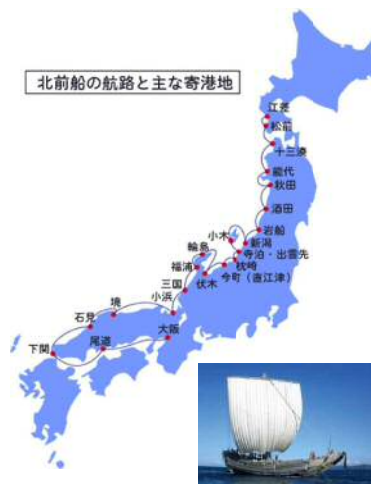 北前船の航路と主な寄港地
江差
松前
十三湊
能代
秋田
酒田
岩船
小木
新潟
寺泊・出雲先
輪島
枕崎
福浦
今町（直江津）
伏木
三国
小浜
境
石見
大阪
尾道
下関